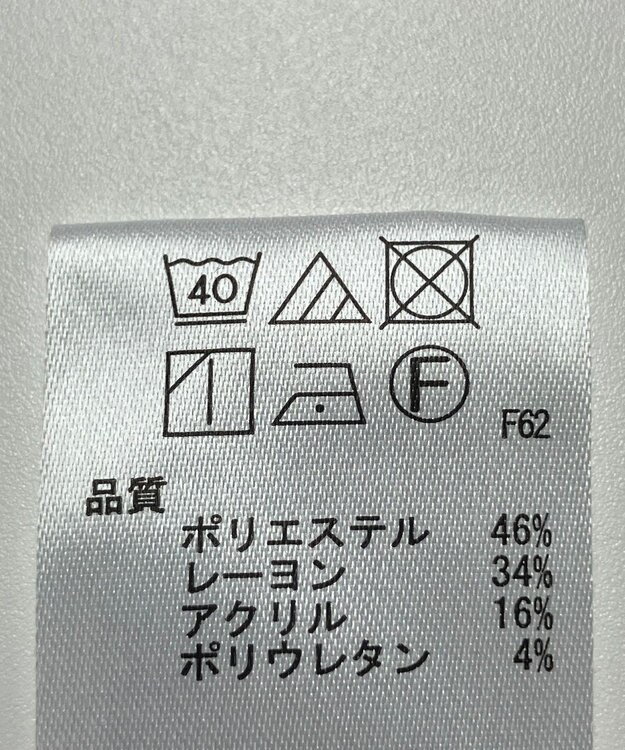 40
F
F62
品質
ポリエステル 46%
レーヨン 34%
アクリル 16%
ポリウレタン 4%